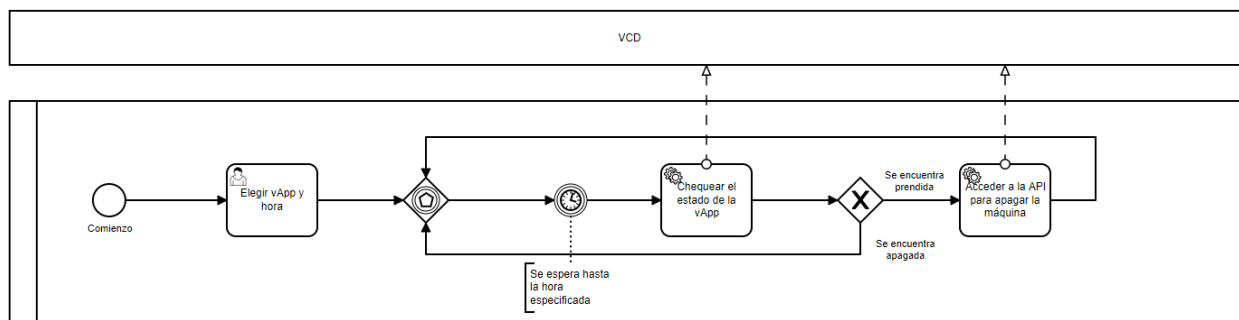 VCD
Comienzo
Elegir vApp y
hora
Se espera hasta
la hora
especificada
Chequear el
estado de la
vApp
Se encuentra
prendida
Se encuentra
apagada
Acceder a la API
para apagar la
máquina